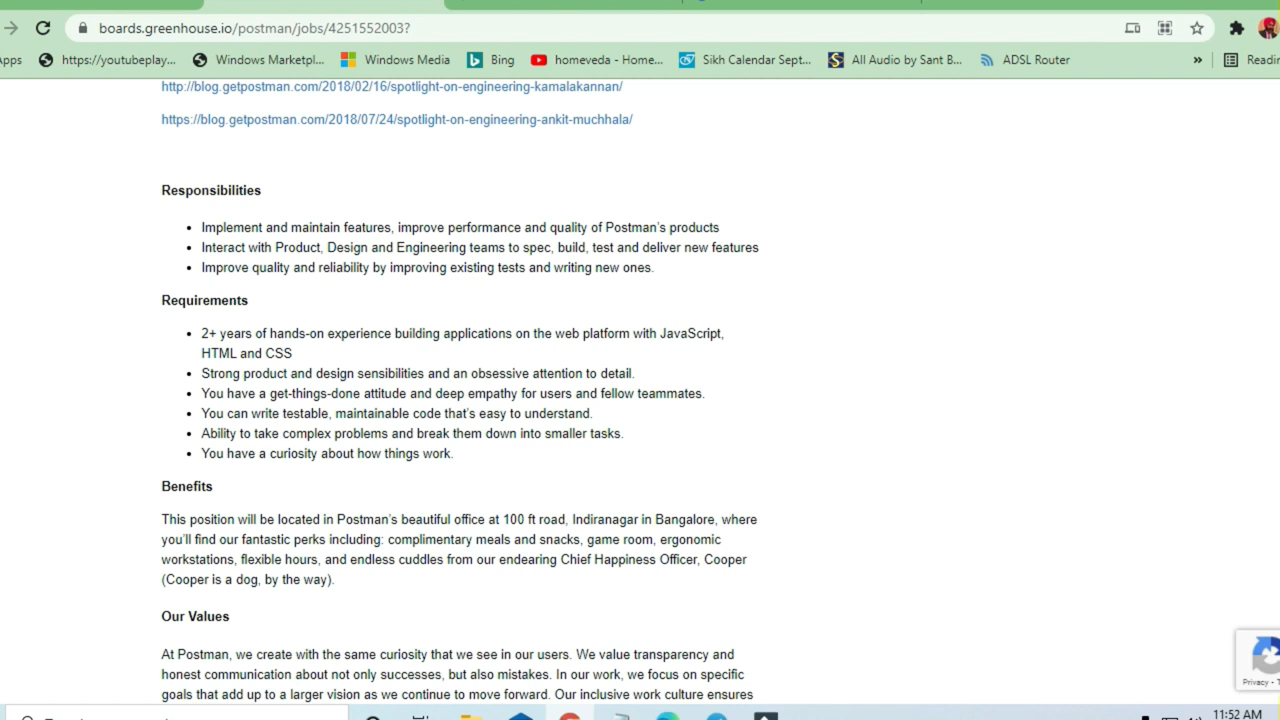 boards.greenhouse.io/postman/jobs/4251552003?
Apps https://youtubeplay... Windows Marketpl... Windows Media Bing homeveda - Home... Sikh Calendar Sept... All Audio by Sant B... ADSL Router »
http://blog.getpostman.com/2018/02/16/spotlight-on-engineering-kamalakannan/
https://blog.getpostman.com/2018/07/24/spotlight-on-engineering-ankit-muchhala/
Responsibilities
• Implement and maintain features, improve performance and quality of Postman's products
• Interact with Product, Design and Engineering teams to spec, build, test and deliver new features
• Improve quality and reliability by improving existing tests and writing new ones.
Requirements
• 2+ years of hands-on experience building applications on the web platform with JavaScript,
HTML and CSS
• Strong product and design sensibilities and an obsessive attention to detail.
• You have a get-things-done attitude and deep empathy for users and fellow teammates.
• You can write testable, maintainable code that's easy to understand.
• Ability to take complex problems and break them down into smaller tasks.
• You have a curiosity about how things work.
Benefits
This position will be located in Postman's beautiful office at 100 ft road, Indiranagar in Bangalore, where
you'll find our fantastic perks including: complimentary meals and snacks, game room, ergonomic
workstations, flexible hours, and endless cuddles from our endearing Chief Happiness Officer, Cooper
(Cooper is a dog, by the way).
Our Values
At Postman, we create with the same curiosity that we see in our users. We value transparency and
honest communication about not only successes, but also mistakes. In our work, we focus on specific
goals that add up to a larger vision as we continue to move forward. Our inclusive work culture ensures
Privacy -
11:52 AM